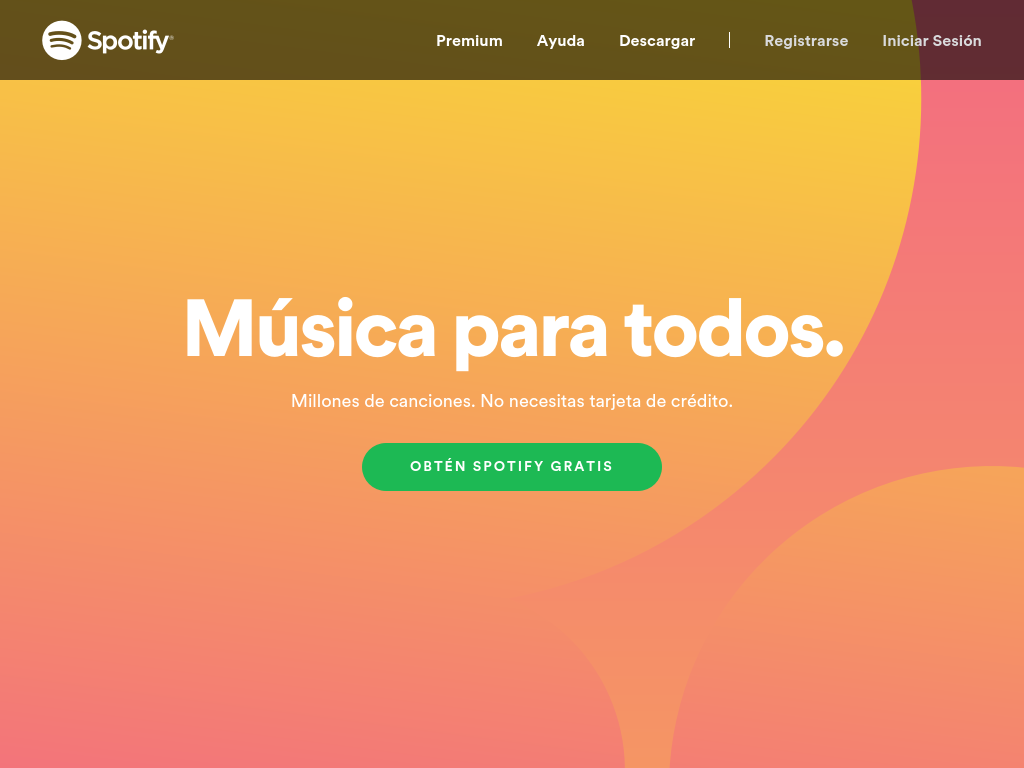 Spotify®
Premium
Ayuda
Descargar
Registrarse
Iniciar Sesión
Música para todos.
Millones de canciones. No necesitas tarjeta de crédito.
OBTÉN SPOTIFY GRATIS